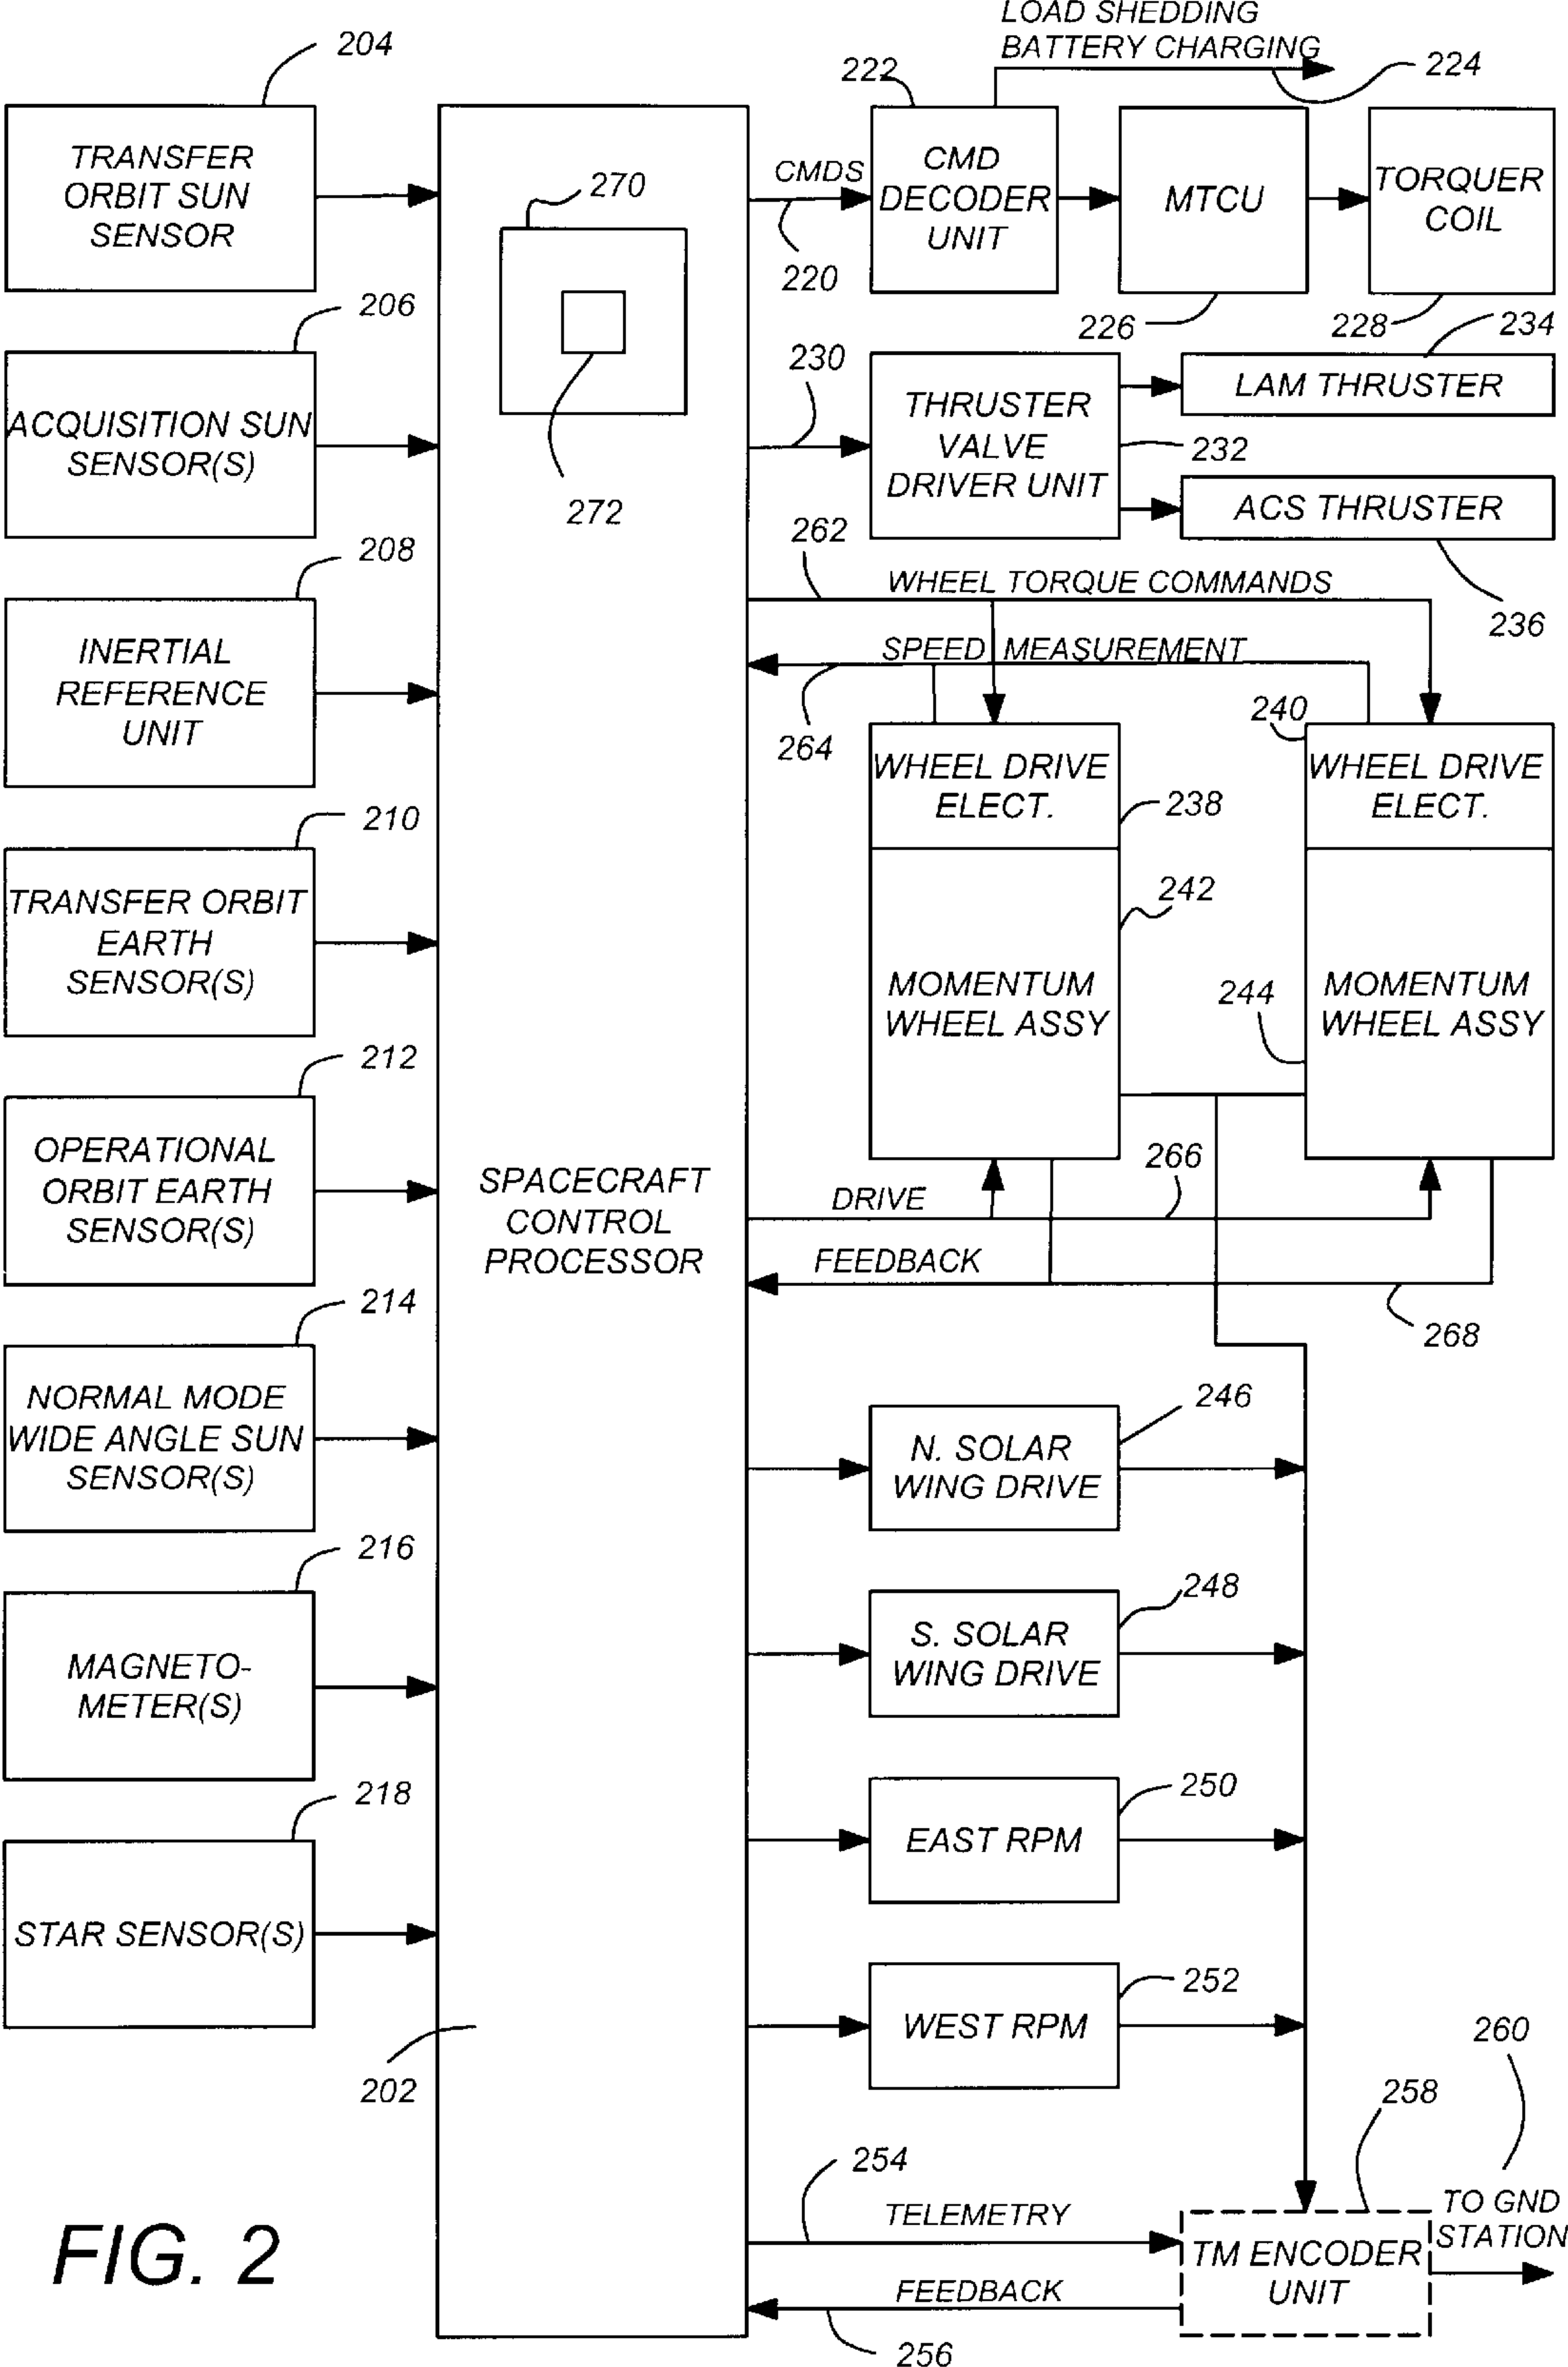 LOAD SHEDDING
BATTERY CHARGING
204
222
224
TRANSFER
ORBIT SUN
SENSOR
270
CMDS
220
CMD
DECODER
UNIT
MTCU
226
TORQUER
COIL
228
206
272
230
234
ACQUISITION SUN
SENSOR(S)
THRUSTER
VALVE
DRIVER UNIT
232
LAM THRUSTER
ACS THRUSTER
236
208
262
WHEEL TORQUE COMMANDS
INERTIAL
REFERENCE
UNIT
SPEED MEASUREMENT
264
240
WHEEL DRIVE
ELECT.
238
WHEEL DRIVE
ELECT.
210
242
TRANSFER ORBIT
EARTH
SENSOR(S)
MOMENTUM
WHEEL ASSY
244
MOMENTUM
WHEEL ASSY
212
OPERATIONAL
ORBIT EARTH
SENSOR(S)
SPACECRAFT
CONTROL
PROCESSOR
DRIVE
266
FEEDBACK
268
214
NORMAL MODE
WIDE ANGLE SUN
SENSOR(S)
246
N. SOLAR
WING DRIVE
216
MAGNETO-
METER(S)
248
S. SOLAR
WING DRIVE
218
STAR SENSOR(S)
250
EAST RPM
252
WEST RPM
202
260
258
254
TELEMETRY
TM ENCODER
UNIT
TO GND
STATION
FEEDBACK
256
FIG. 2